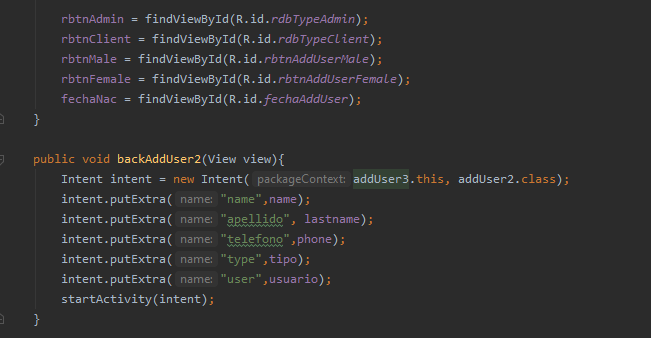 rbtnAdmin = findViewById(R.id.rdbTypeAdmin);
rbtnClient = findViewById(R.id.rdbTypeClient);
rbtnMale = findViewById(R.id.rbtnAddUserMale);
rbtnFemale = findViewById(R.id.rbtnAddUserFemale);
fechaNac = findViewById(R.id.fechaAddUser);
}
public void backAddUser2(View view){
Intent intent = new Intent( packageContext: addUser3.this, addUser2.class);
intent.putExtra( name: "name",name);
intent.putExtra( name: "apellido", lastname);
intent.putExtra( name: "telefono",phone);
intent.putExtra( name: "type",tipo);
intent.putExtra( name: "user",usuario);
startActivity(intent);
}